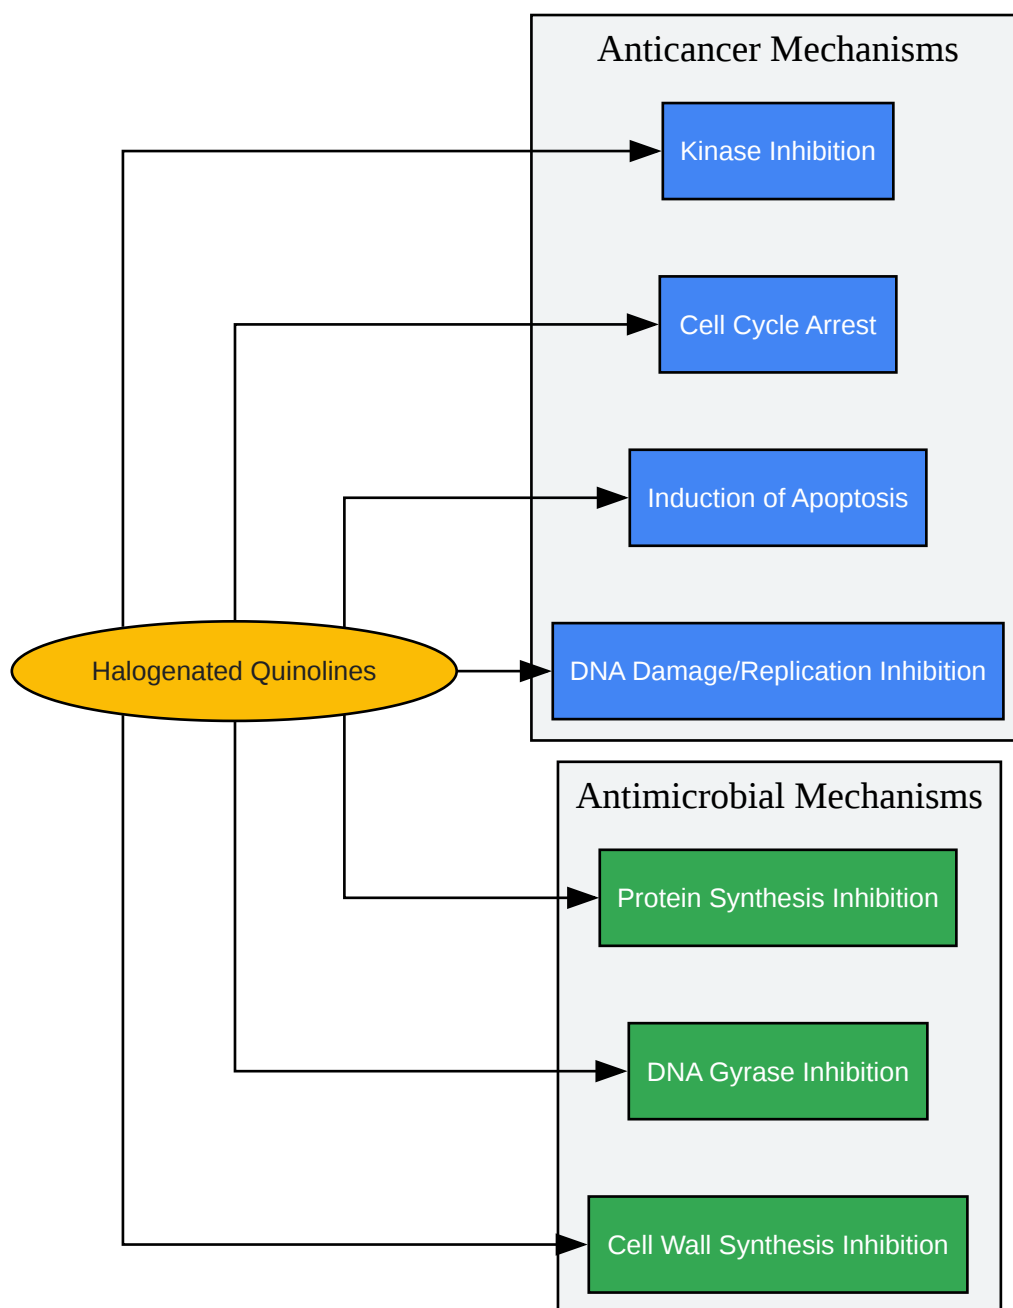 Anticancer Mechanisms
Kinase Inhibition
Cell Cycle Arrest
Induction of Apoptosis
Halogenated Quinolines
DNA Damage/Replication Inhibition
Antimicrobial Mechanisms
Protein Synthesis Inhibition
DNA Gyrase Inhibition
Cell Wall Synthesis Inhibition